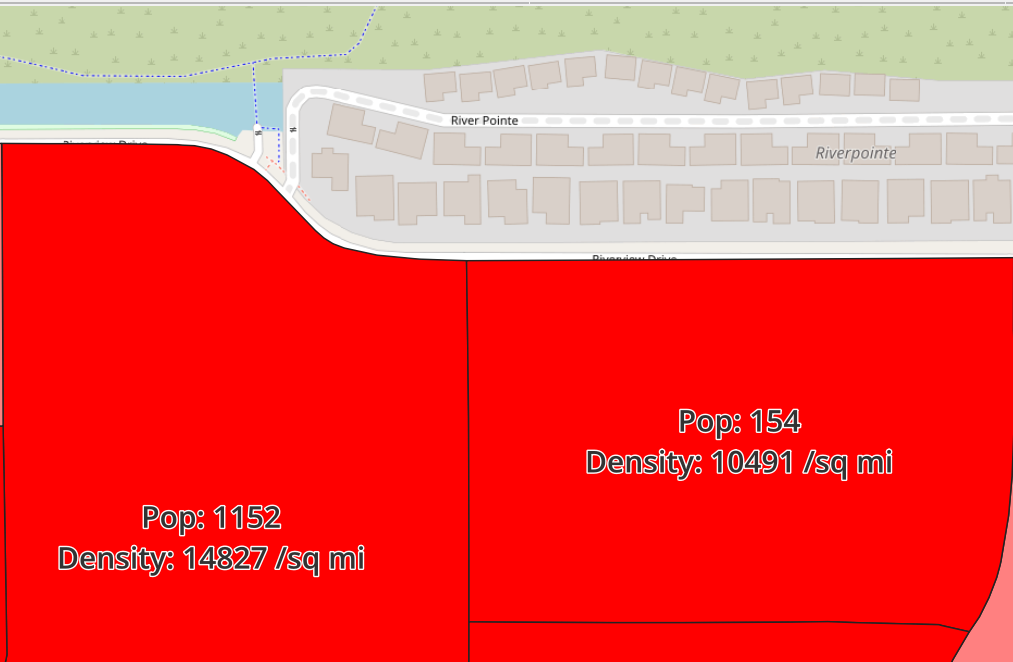 River Pointe
Riverpointe
Riverview Drive
Pop: 154
Density: 10491 /sq mi
Pop: 1152
Density: 14827 /sq mi